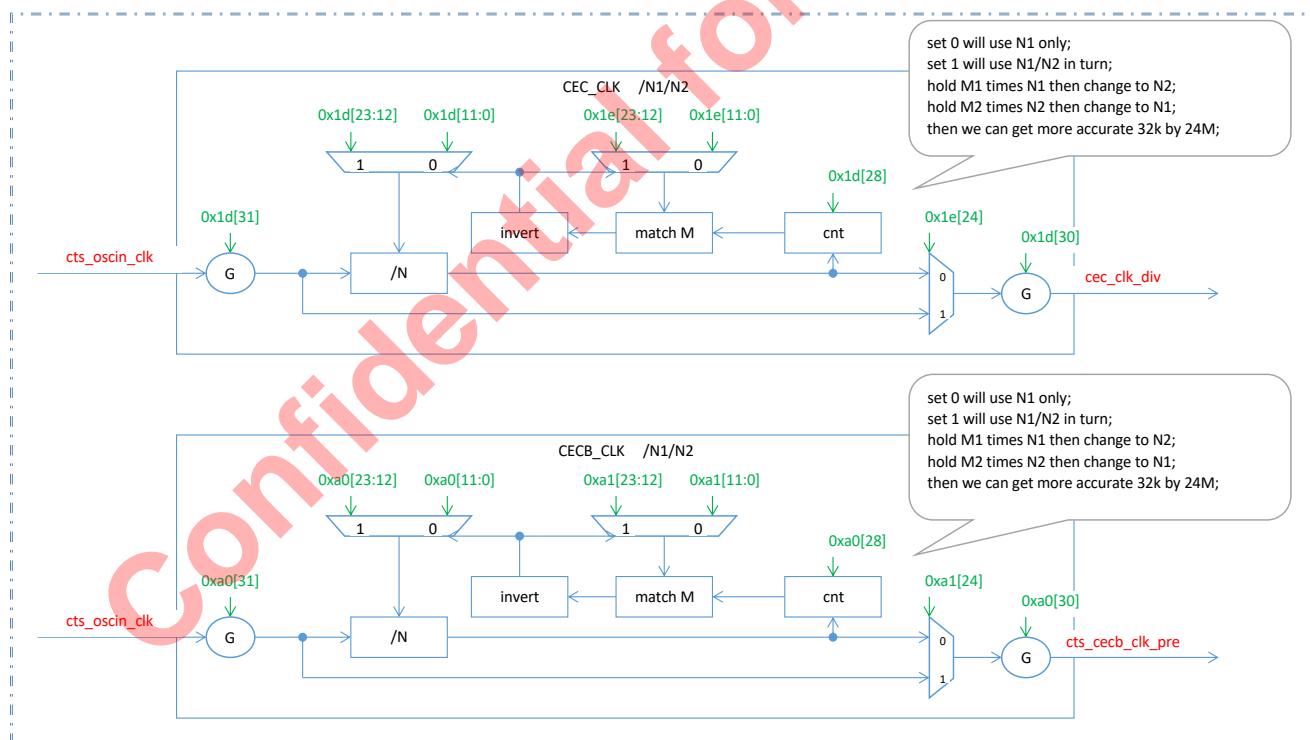 set 0 will use N1 only;
set 1 will use N1/N2 in turn;
hold M1 times N1 then change to N2;
hold M2 times N2 then change to N1;
then we can get more accurate 32k by 24M;
CEC_CLK /N1/N2
0x1d[23:12] 0x1d[11:0] 0x1e[23:12] 0x1e[11:0]
1 0 1 0
0x1d[28]
0x1d[31] invert match M cnt 0x1e[24]
0x1d[30]
cts_oscin_clk G /N 0 G cec_clk_div
1
set 0 will use N1 only;
set 1 will use N1/N2 in turn;
hold M1 times N1 then change to N2;
hold M2 times N2 then change to N1;
then we can get more accurate 32k by 24M;
CECB_CLK /N1/N2
0xa0[23:12] 0xa0[11:0] 0xa1[23:12] 0xa1[11:0]
1 0 1 0
0xa0[28]
0xa0[31] invert match M cnt 0xa1[24]
0xa0[30]
cts_oscin_clk G /N 0 G cts_cecb_clk_pre
1
Confidential for